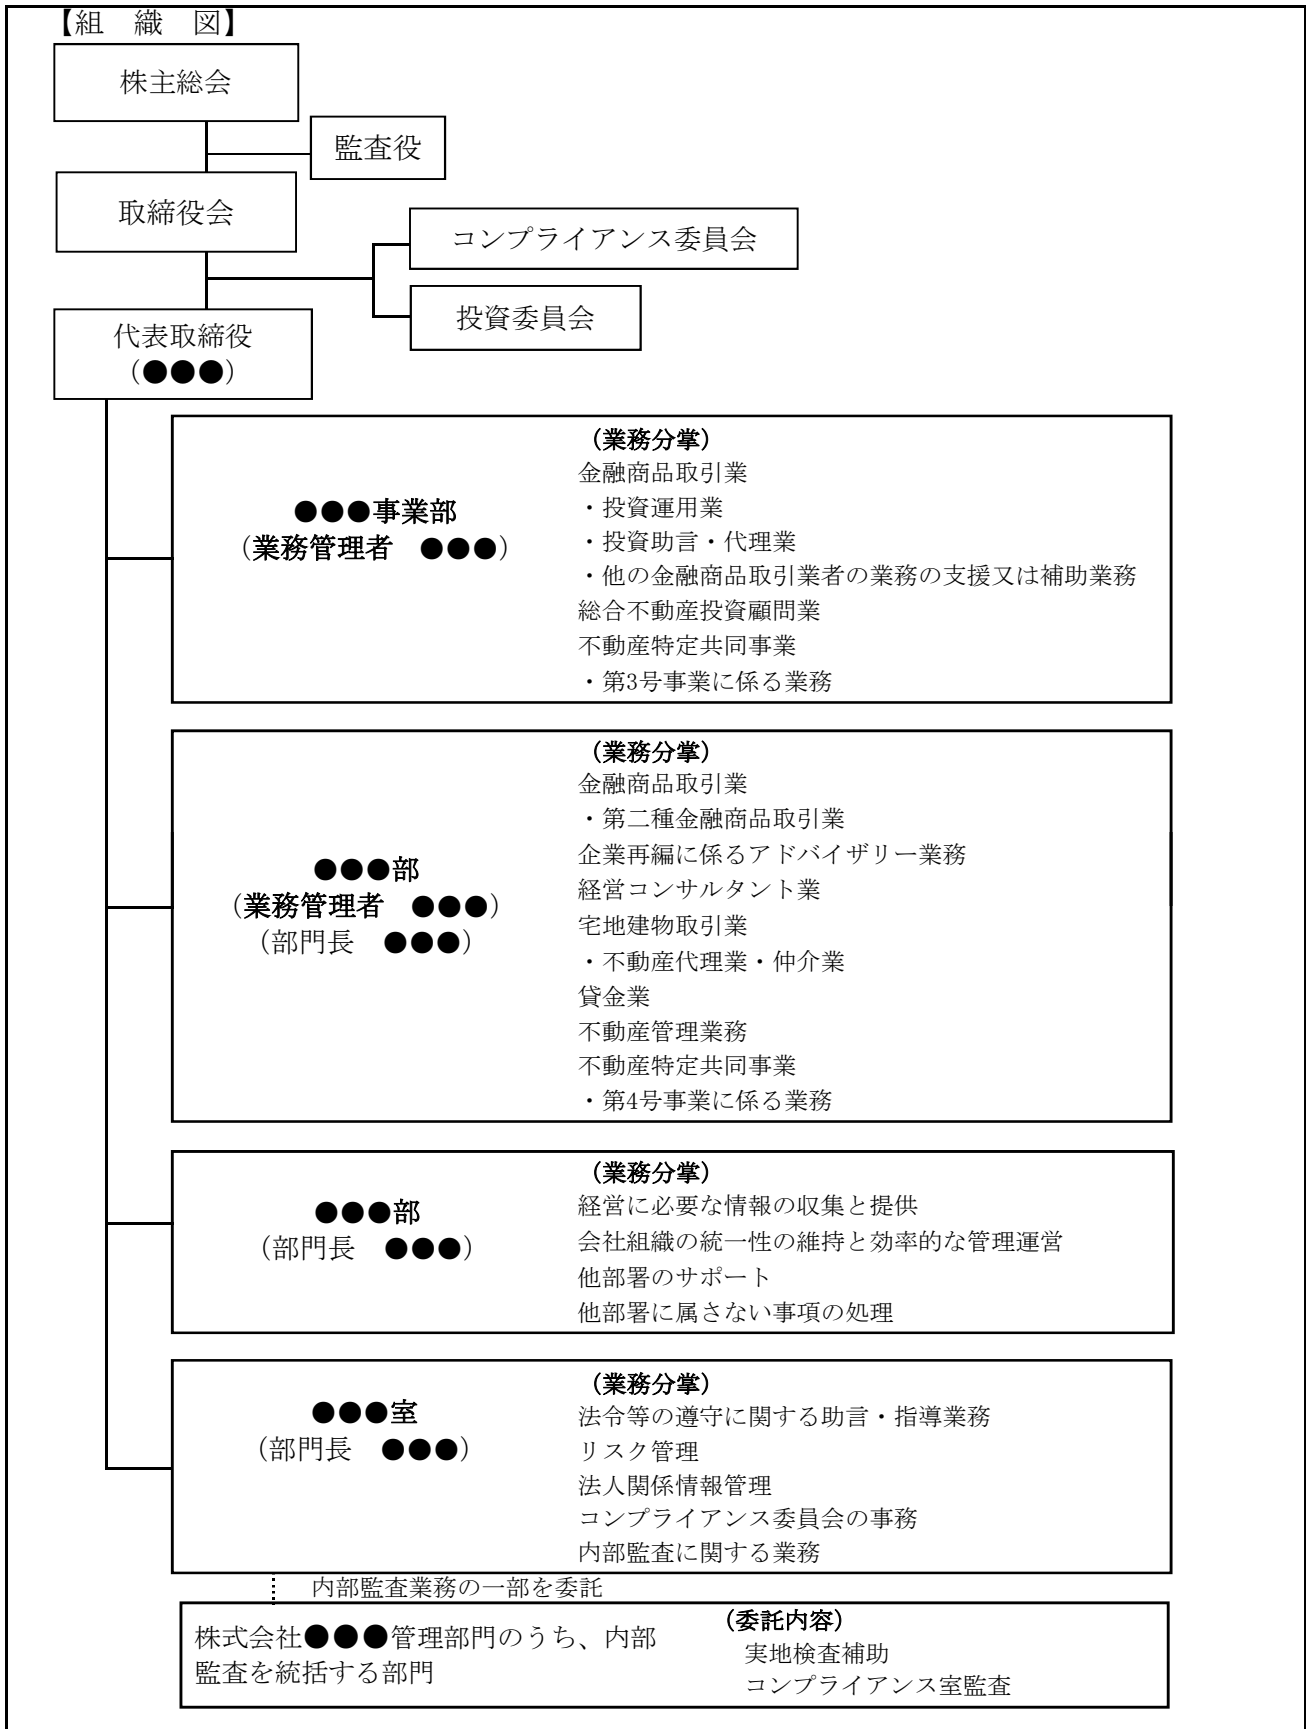 【組　織　図】
株主総会
監査役
取締役会
コンプライアンス委員会
投資委員会
代表取締役
（●●●）
（業務分掌）
●●●事業部
（業務管理者　●●●）
金融商品取引業
・投資運用業
・投資助言・代理業
・他の金融商品取引業者の業務の支援又は補助業務
総合不動産投資顧問業
不動産特定共同事業
・第3号事業に係る業務
●●●部
（業務管理者　●●●）
（部門長　●●●）
（業務分掌）
金融商品取引業
・第二種金融商品取引業
企業再編に係るアドバイザリー業務
経営コンサルタント業
宅地建物取引業
・不動産代理業・仲介業
貸金業
不動産管理業務
不動産特定共同事業
・第4号事業に係る業務
●●●部
（部門長　●●●）
（業務分掌）
経営に必要な情報の収集と提供
会社組織の統一性の維持と効率的な管理運営
他部署のサポート
他部署に属さない事項の処理
●●●室
（部門長　●●●）
（業務分掌）
法令等の遵守に関する助言・指導業務
リスク管理
法人関係情報管理
コンプライアンス委員会の事務
内部監査に関する業務
内部監査業務の一部を委託
株式会社●●●管理部門のうち、内部
監査を統括する部門
（委託内容）
実地検査補助
コンプライアンス室監査